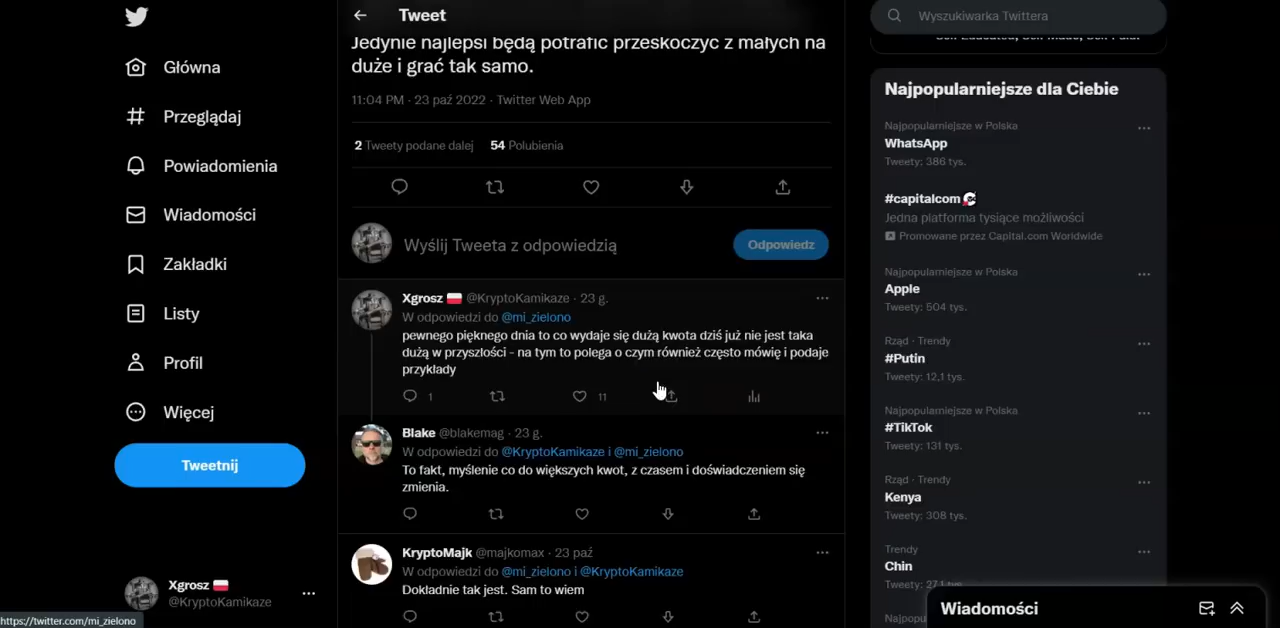 Tweet
Wyszukiwarka Twittera
Główna
Przeglądaj
Powiadomienia
Wiadomości
Zakładki
Listy
Profil
Więcej
Tweetnij
Xgrosz
@KryptoKamikaze
https://twitter.com/mi_zielono
Jedynie najlepsi będą potrafić przeskoczyć z małych na
duże i grać tak samo.
11:04 PM · 23 paź 2022 · Twitter Web App
2 Tweety podane dalej 54 Polubienia
Wyślij Tweeta z odpowiedzią
Odpowiedz
Xgrosz @KryptoKamikaze · 23 g.
W odpowiedzi do @mi_zielono
pewnego pięknego dnia to co wydaje się dużą kwota dziś już nie jest taka
dużą w przyszłości - na tym to polega o czym również często mówię i podaje
przyklady
1 11
Blake @blakemag · 23 g.
W odpowiedzi do @KryptoKamikaze i @mi_zielono
To fakt, myślenie co do większych kwot, z czasem i doświadczeniem się
zmienia.
KryptoMajk @majkomax · 23 paź
W odpowiedzi do @mi_zielono i @KryptoKamikaze
Dokładnie tak jest. Sam to wiem
Najpopularniejsze dla Ciebie
Najpopularniejsze w Polska
WhatsApp
Tweety: 386 tys.
#capitalcom
Jedna platforma tysiące możliwości
Promowane przez Capital.com Worldwide
Najpopularniejsze w Polska
Apple
Tweety: 504 tys.
Rząd · Trendy
#Putin
Tweety: 12,1 tys.
Najpopularniejsze w Polska
#TikTok
Tweety: 131 tys.
Rząd · Trendy
Kenya
Tweety: 308 tys.
Trendy
Chin
Tweety: 271 tys.
Najpopu
Wiadomości